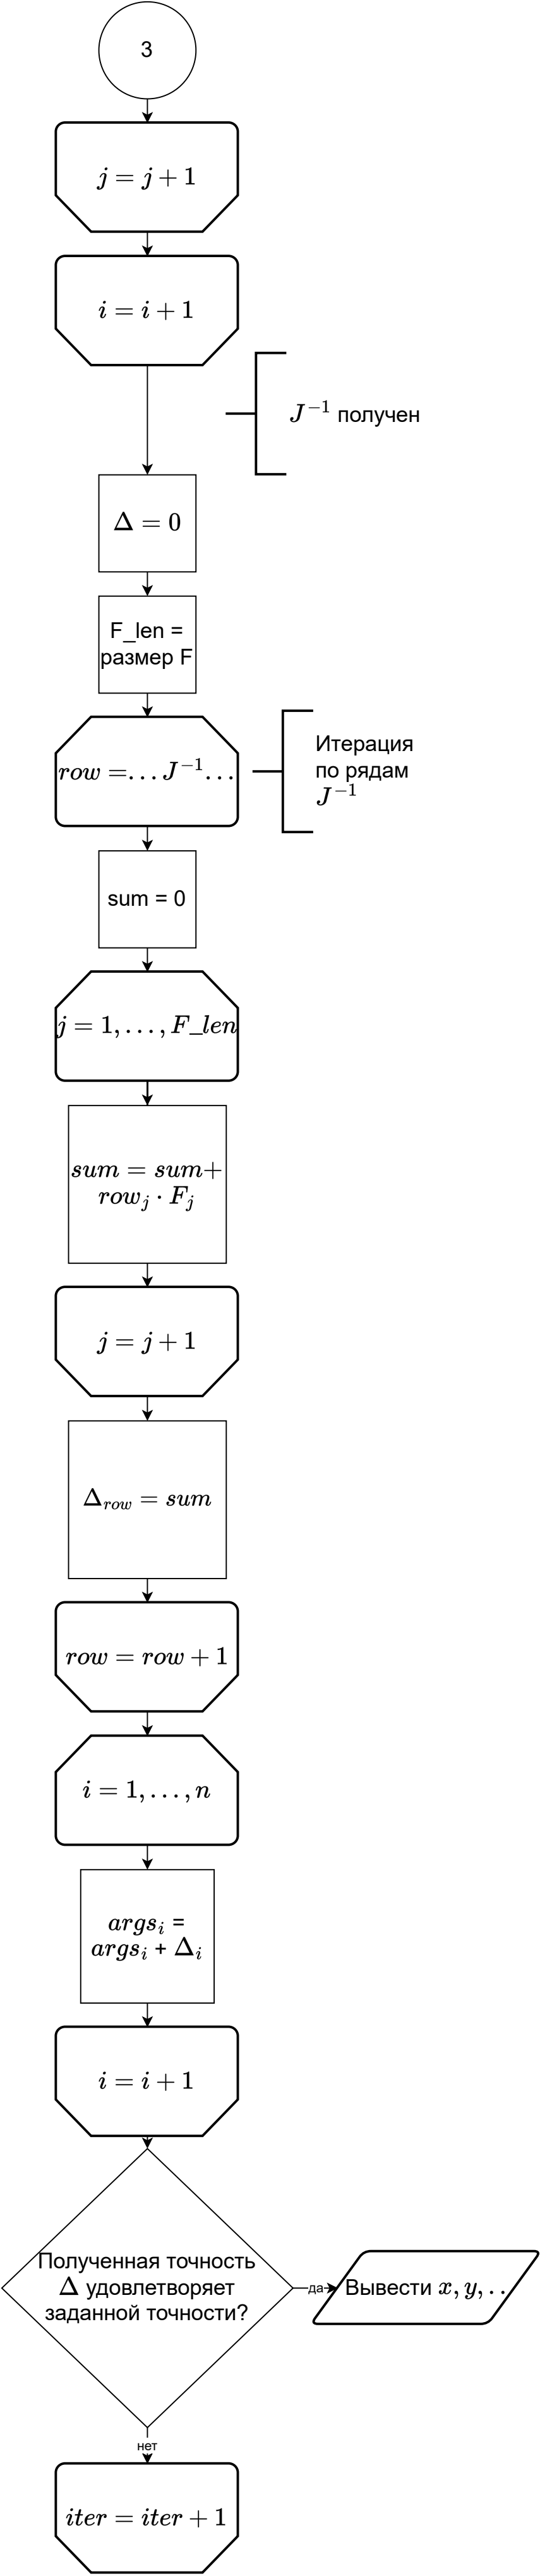 3
j = j + 1
i = i + 1
J⁻¹ получен
Δ = 0
F_len =
размер F
row = ... J⁻¹ ...
Итерация
по рядам
J⁻¹
sum = 0
j = 1, ..., F_len
sum = sum+
row_j · F_j
j = j + 1
Δ_row = sum
row = row + 1
i = 1, ..., n
args_i =
args_i + Δ_i
i = i + 1
Полученная точность
Δ удовлетворяет
заданной точности?
да
Вывести x, y, ..
нет
iter = iter + 1